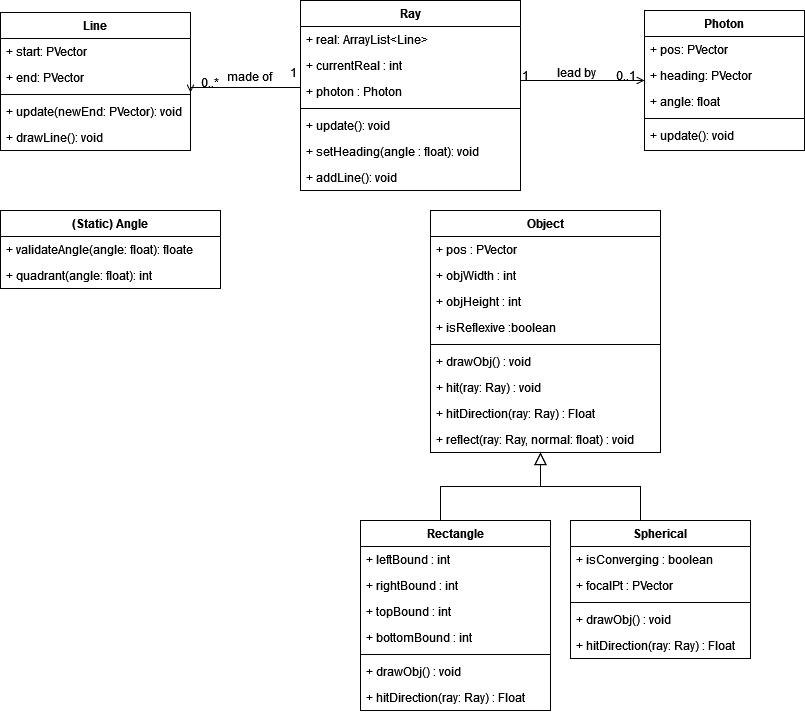 Line
+ start: PVector
+ end: PVector
+ update(newEnd: PVector): void
+ drawLine(): void
0..*
made of
1
Ray
+ real: ArrayList<Line>
+ currentReal : int
+ photon : Photon
+ update(): void
+ setHeading(angle : float): void
+ addLine(): void
1
lead by
0..1
Photon
+ pos: PVector
+ heading: PVector
+ angle: float
+ update(): void
(Static) Angle
+ validateAngle(angle: float): floate
+ quadrant(angle: float): int
Object
+ pos : PVector
+ objWidth : int
+ objHeight : int
+ isReflexive :boolean
+ drawObj() : void
+ hit(ray: Ray) : void
+ hitDirection(ray: Ray) : Float
+ reflect(ray: Ray, normal: float) : void
Rectangle
+ leftBound : int
+ rightBound : int
+ topBound : int
+ bottomBound : int
+ drawObj() : void
+ hitDirection(ray: Ray) : Float
Spherical
+ isConverging : boolean
+ focalPt : PVector
+ drawObj() : void
+ hitDirection(ray: Ray) : Float